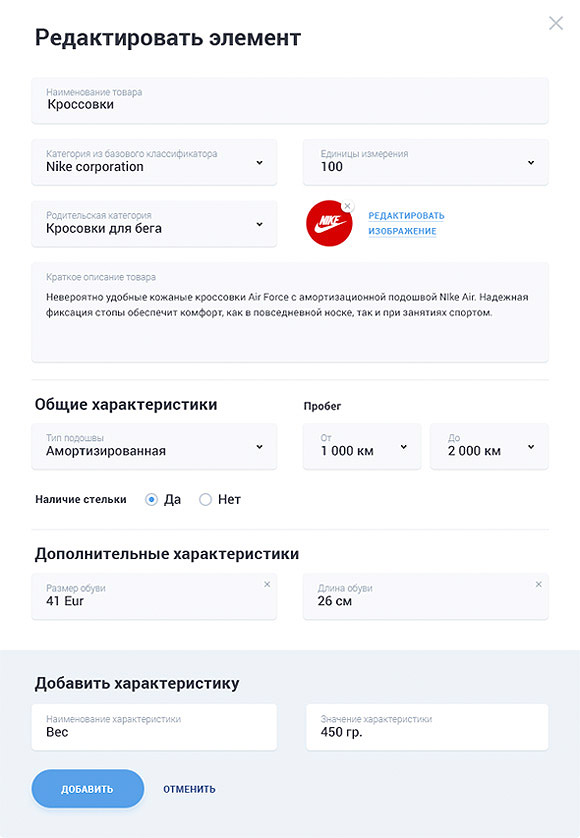 Редактировать элемент
Наименование товара
Кроссовки
Категория из базового классификатора
Nike corporation
Единицы измерения
100
Родительская категория
Кросовки для бега
NIKE
РЕДАКТИРОВАТЬ
ИЗОБРАЖЕНИЕ
Краткое описание товара
Невероятно удобные кожаные кроссовки Air Force с амортизационной подошвой NIke Air. Надежная
фиксация стопы обеспечит комфорт, как в повседневной носке, так и при занятиях спортом.
Общие характеристики
Пробег
Тип подошвы
Амортизированная
От
1 000 км
До
2 000 км
Наличие стельки
Да
Нет
Дополнительные характеристики
Размер обуви
41 Eur
Длина обуви
26 см
Добавить характеристику
Наименование характеристики
Вес
Значение характеристики
450 гр.
ДОБАВИТЬ
ОТМЕНИТЬ